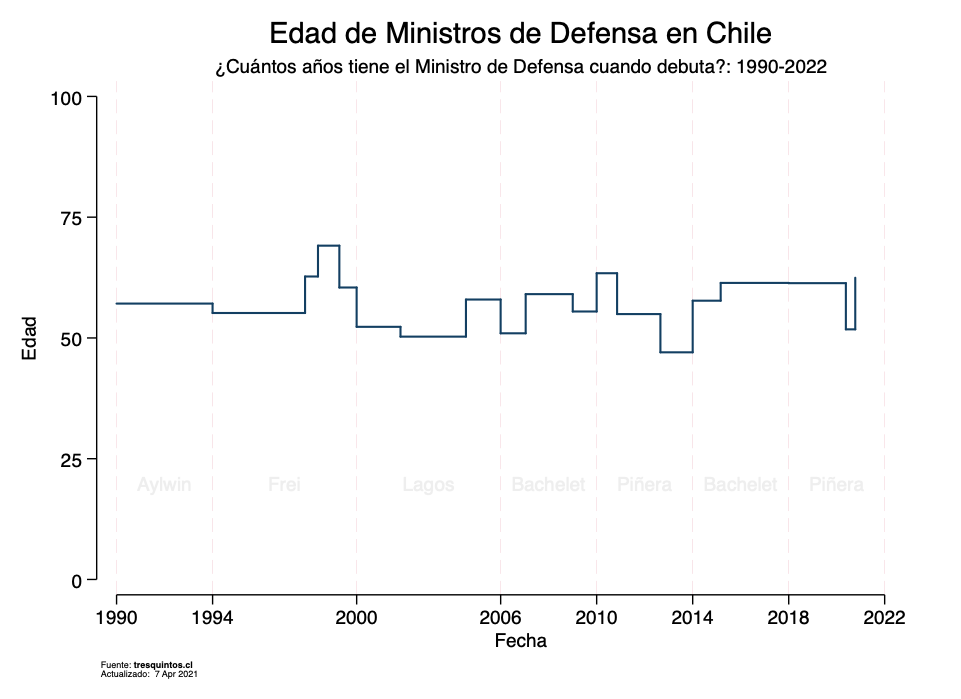 Edad de Ministros de Defensa en Chile
¿Cuántos años tiene el Ministro de Defensa cuando debuta?: 1990-2022
100
75
50
25
0
Edad
Aylwin Frei Lagos Bachelet Piñera Bachelet Piñera
1990 1994 2000 2006 2010 2014 2018 2022
Fecha
Fuente: tresquintos.cl
Actualizado: 7 Apr 2021